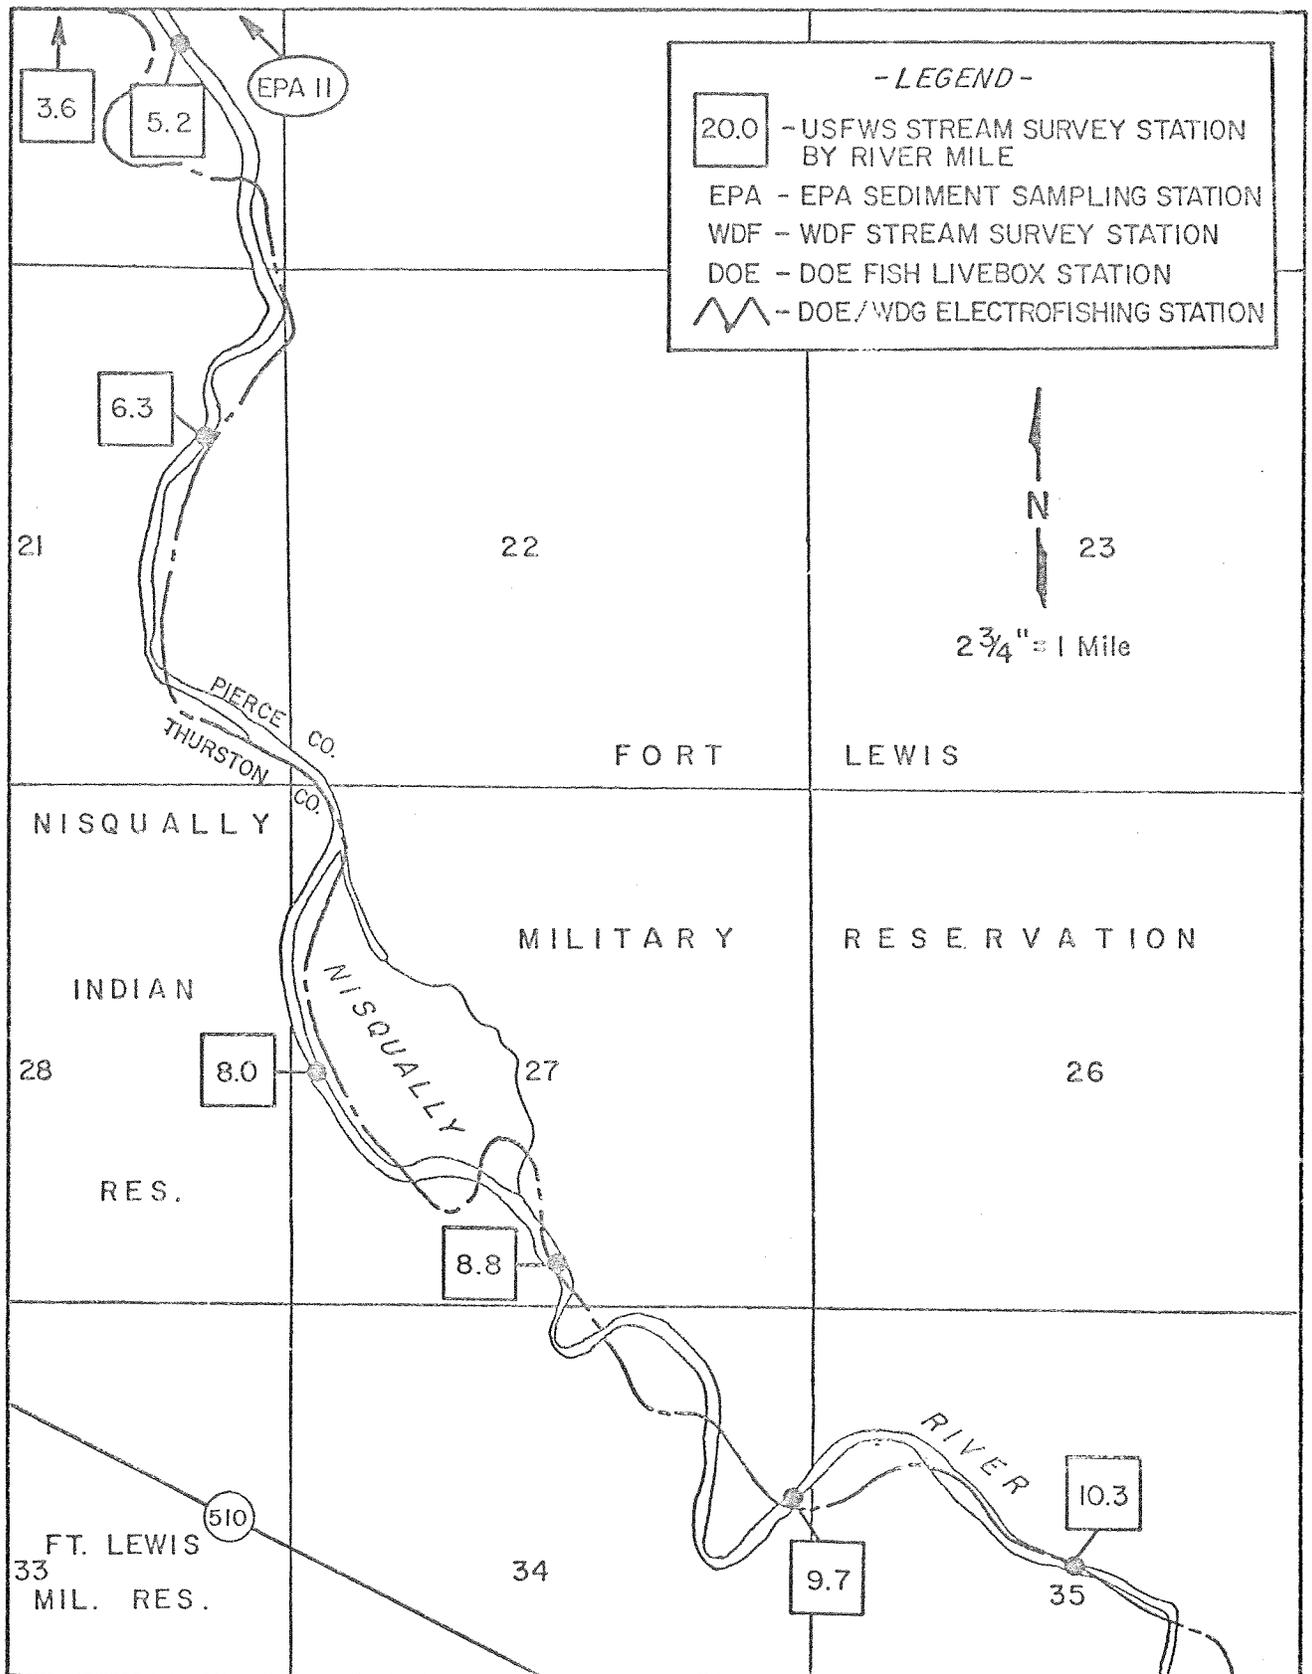 3.6
5.2
EPA 11
-LEGEND-
20.0 - USFWS STREAM SURVEY STATION
BY RIVER MILE
EPA - EPA SEDIMENT SAMPLING STATION
WDF - WDF STREAM SURVEY STATION
DOE - DOE FISH LIVEBOX STATION
- DOE/WDG ELECTROFISHING STATION
6.3
N
21
22
23
2 3/4" = 1 Mile
PIERCE CO.
THURSTON CO.
FORT LEWIS
NISQUALLY
MILITARY RESERVATION
INDIAN
NISQUALLY
28
8.0
27
26
RES.
8.8
RIVER
10.3
510
FT. LEWIS
33
34
9.7
35
MIL. RES.